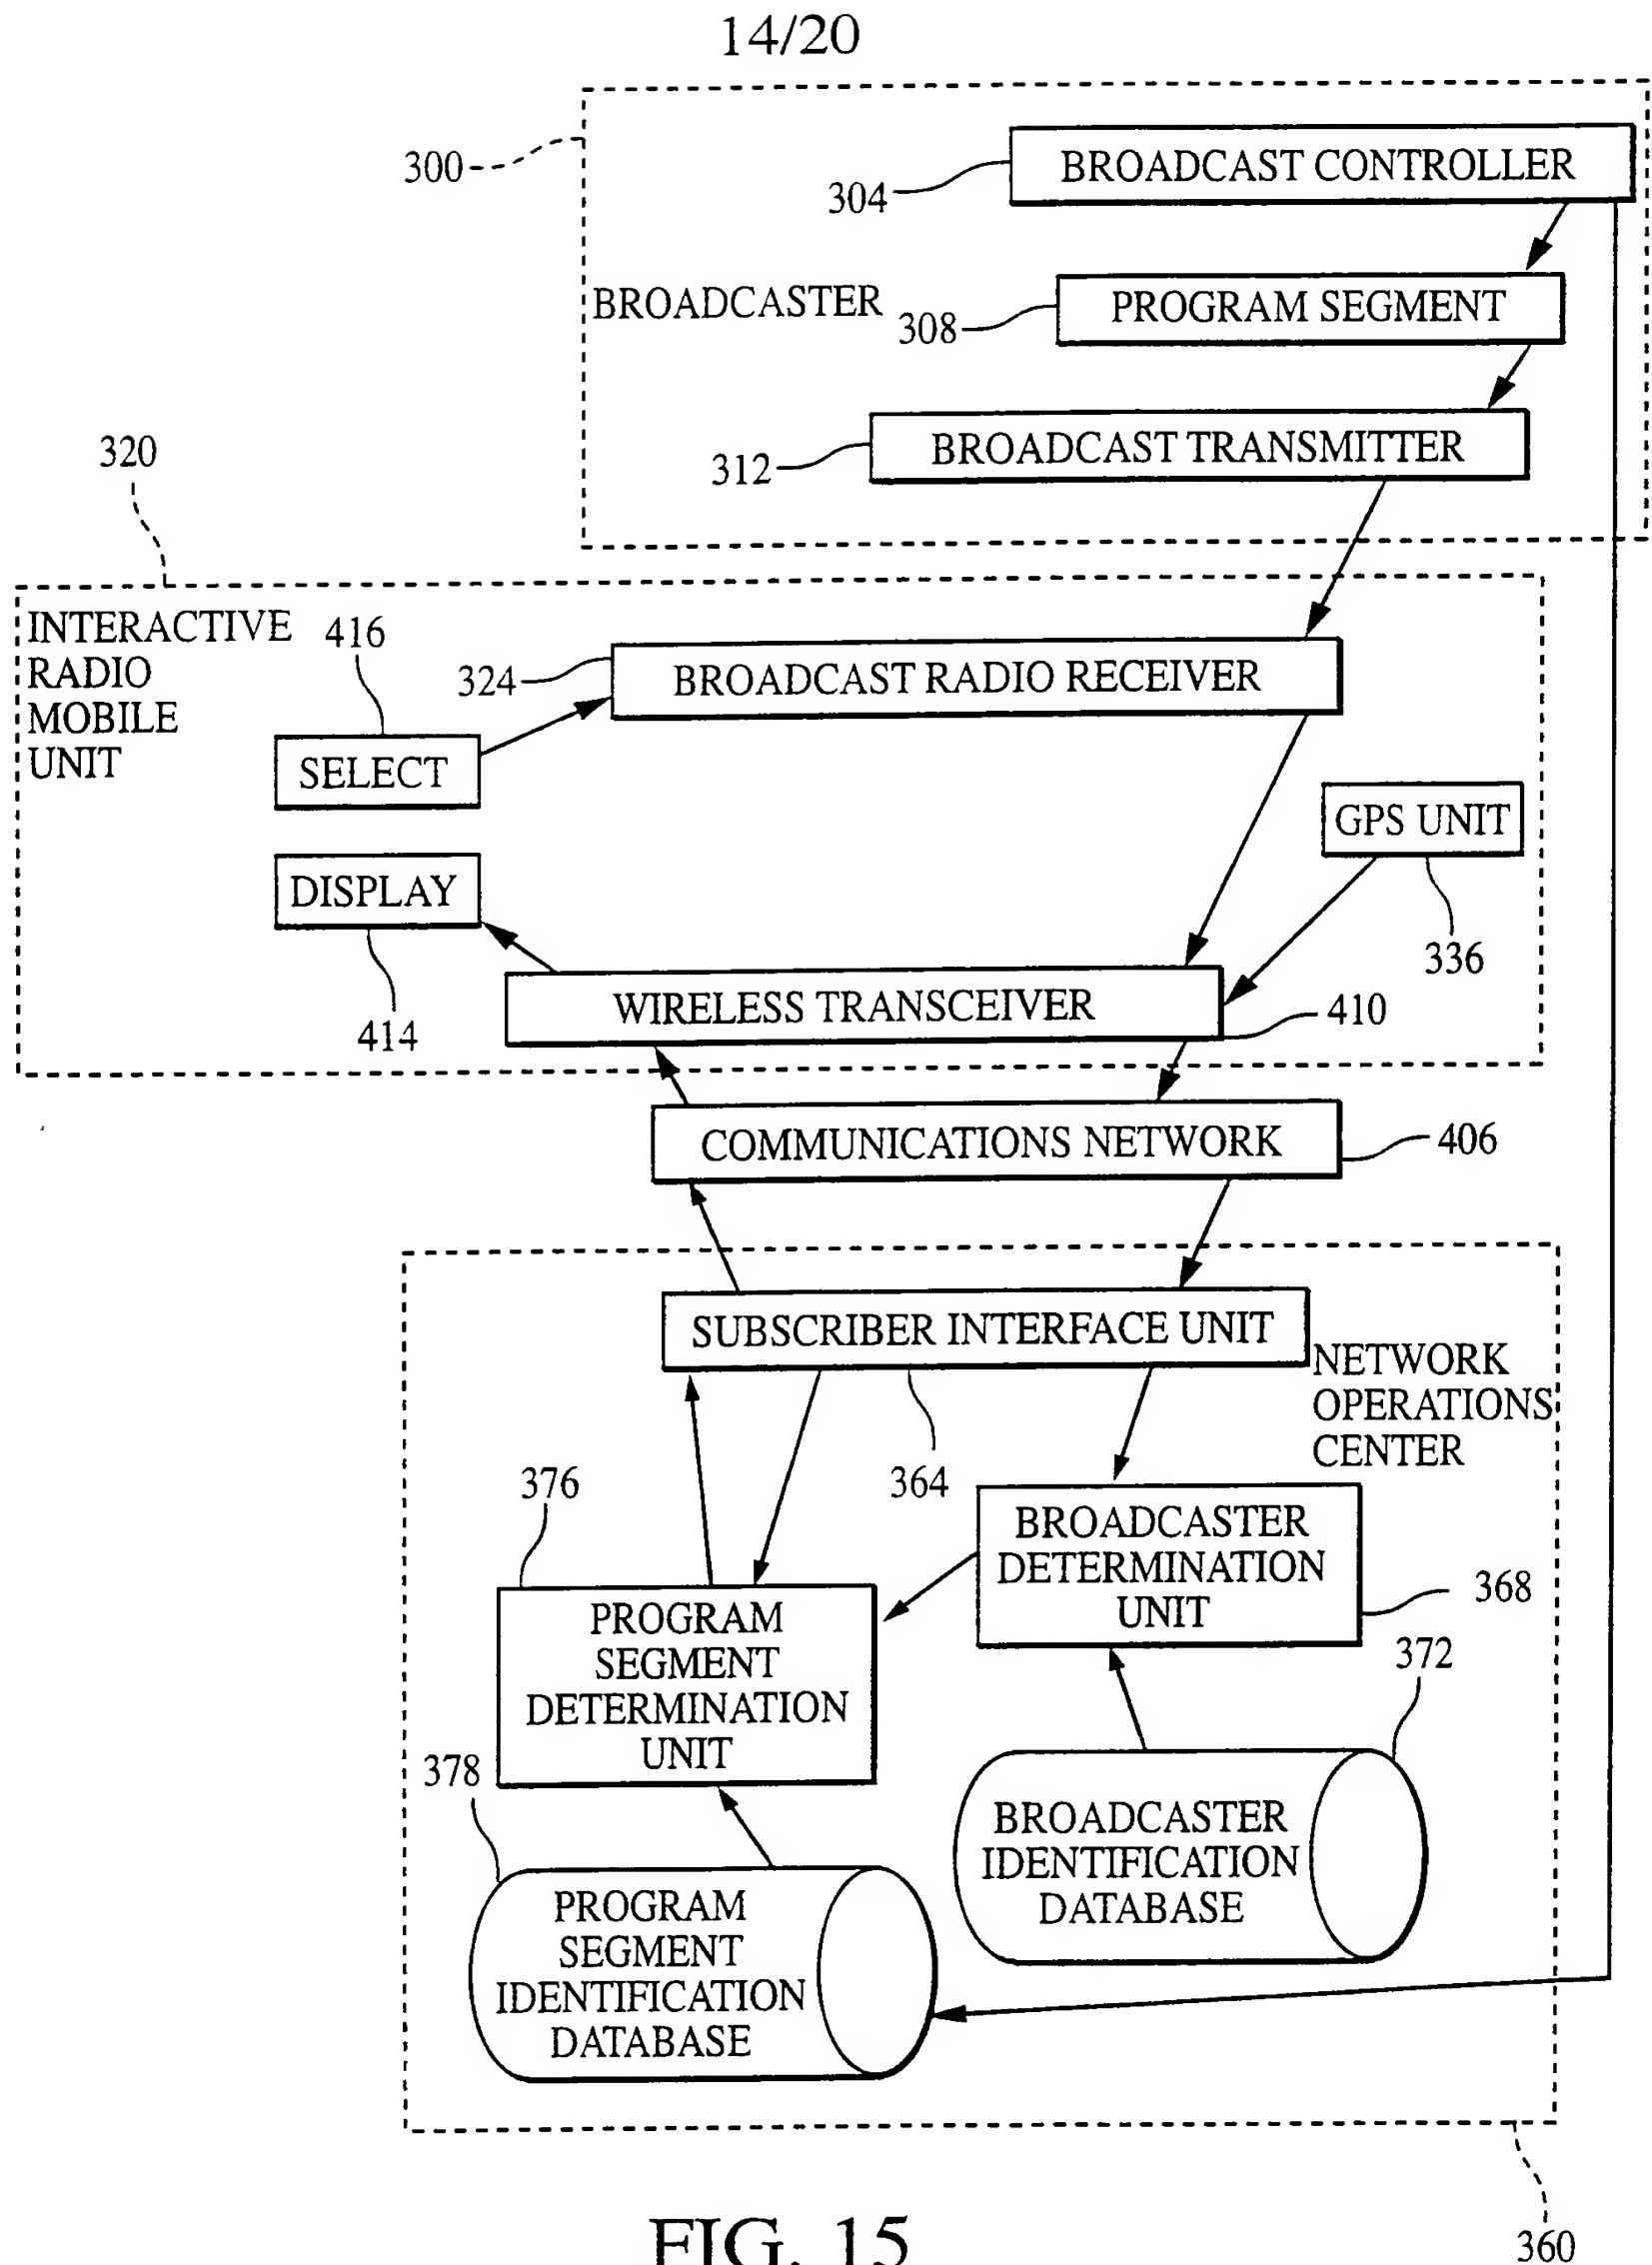 14/20
300
BROADCAST CONTROLLER
304
BROADCASTER
PROGRAM SEGMENT
308
BROADCAST TRANSMITTER
312
320
INTERACTIVE
RADIO
MOBILE
UNIT
416
324
BROADCAST RADIO RECEIVER
SELECT
GPS UNIT
DISPLAY
336
WIRELESS TRANSCEIVER
410
414
COMMUNICATIONS NETWORK
406
SUBSCRIBER INTERFACE UNIT
NETWORK
OPERATIONS
CENTER
364
376
BROADCASTER
DETERMINATION
UNIT
368
PROGRAM
SEGMENT
DETERMINATION
UNIT
372
378
BROADCASTER
IDENTIFICATION
DATABASE
PROGRAM
SEGMENT
IDENTIFICATION
DATABASE
360
FIG. 15